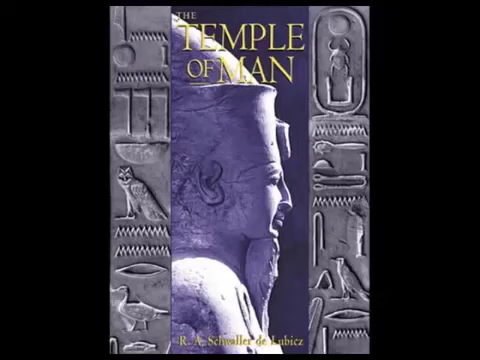 THE
TEMPLE
OF MAN
R. A. Schwaller de Lubicz